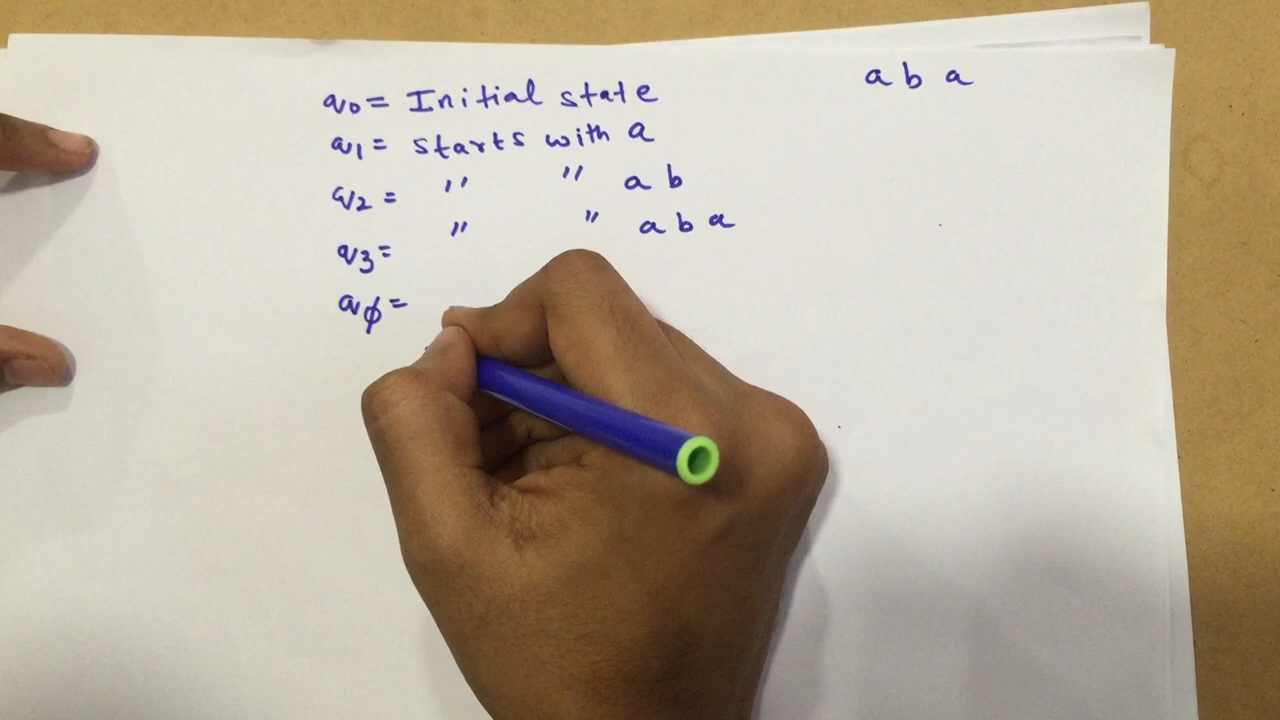 q0 = Initial state
a b a
q1 = starts with a
q2 = " " a b
q3 = " " a b a
qϕ =